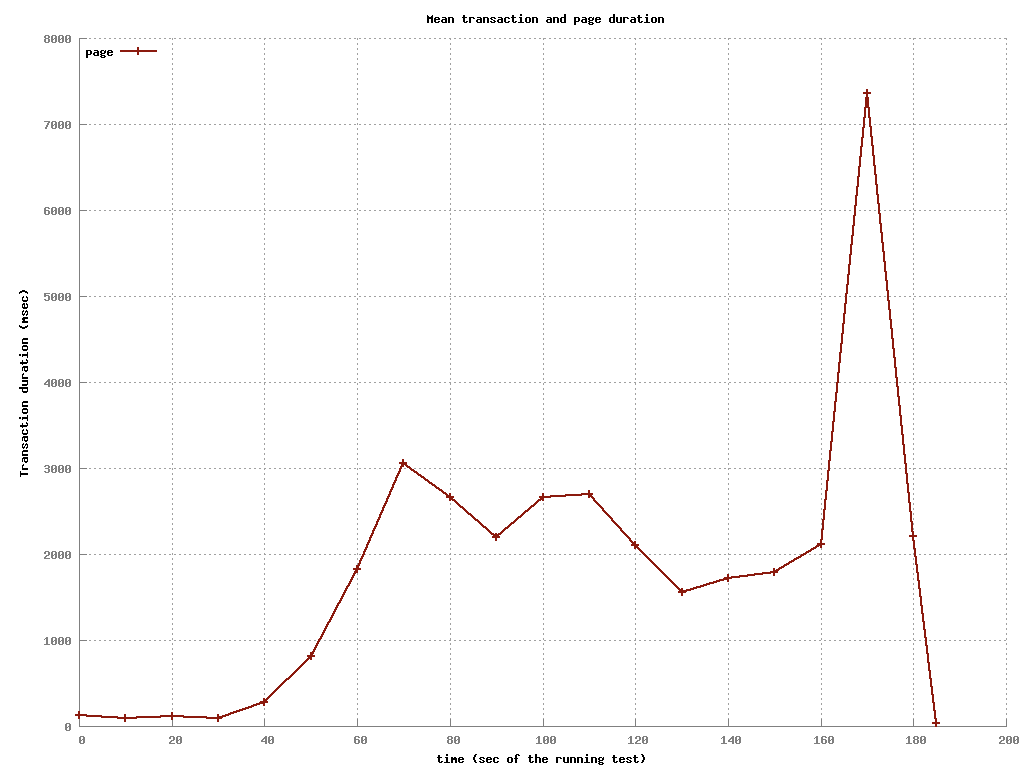 Mean transaction and page duration
8000
page
7000
6000
5000
4000
3000
2000
1000
0
Transaction duration (msec)
0 20 40 60 80 100 120 140 160 180 200
time (sec of the running test)